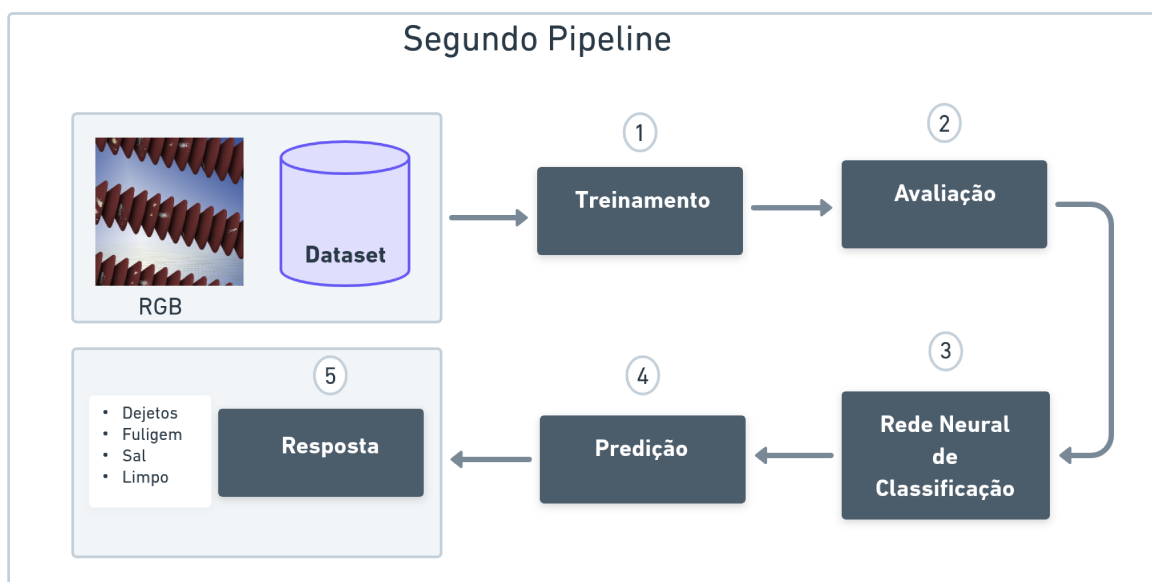 Segundo Pipeline
RGB
Dataset
1
Treinamento
2
Avaliação
3
Rede Neural
de
Classificação
4
Predição
5
Resposta
• Dejetos
• Fuligem
• Sal
• Limpo